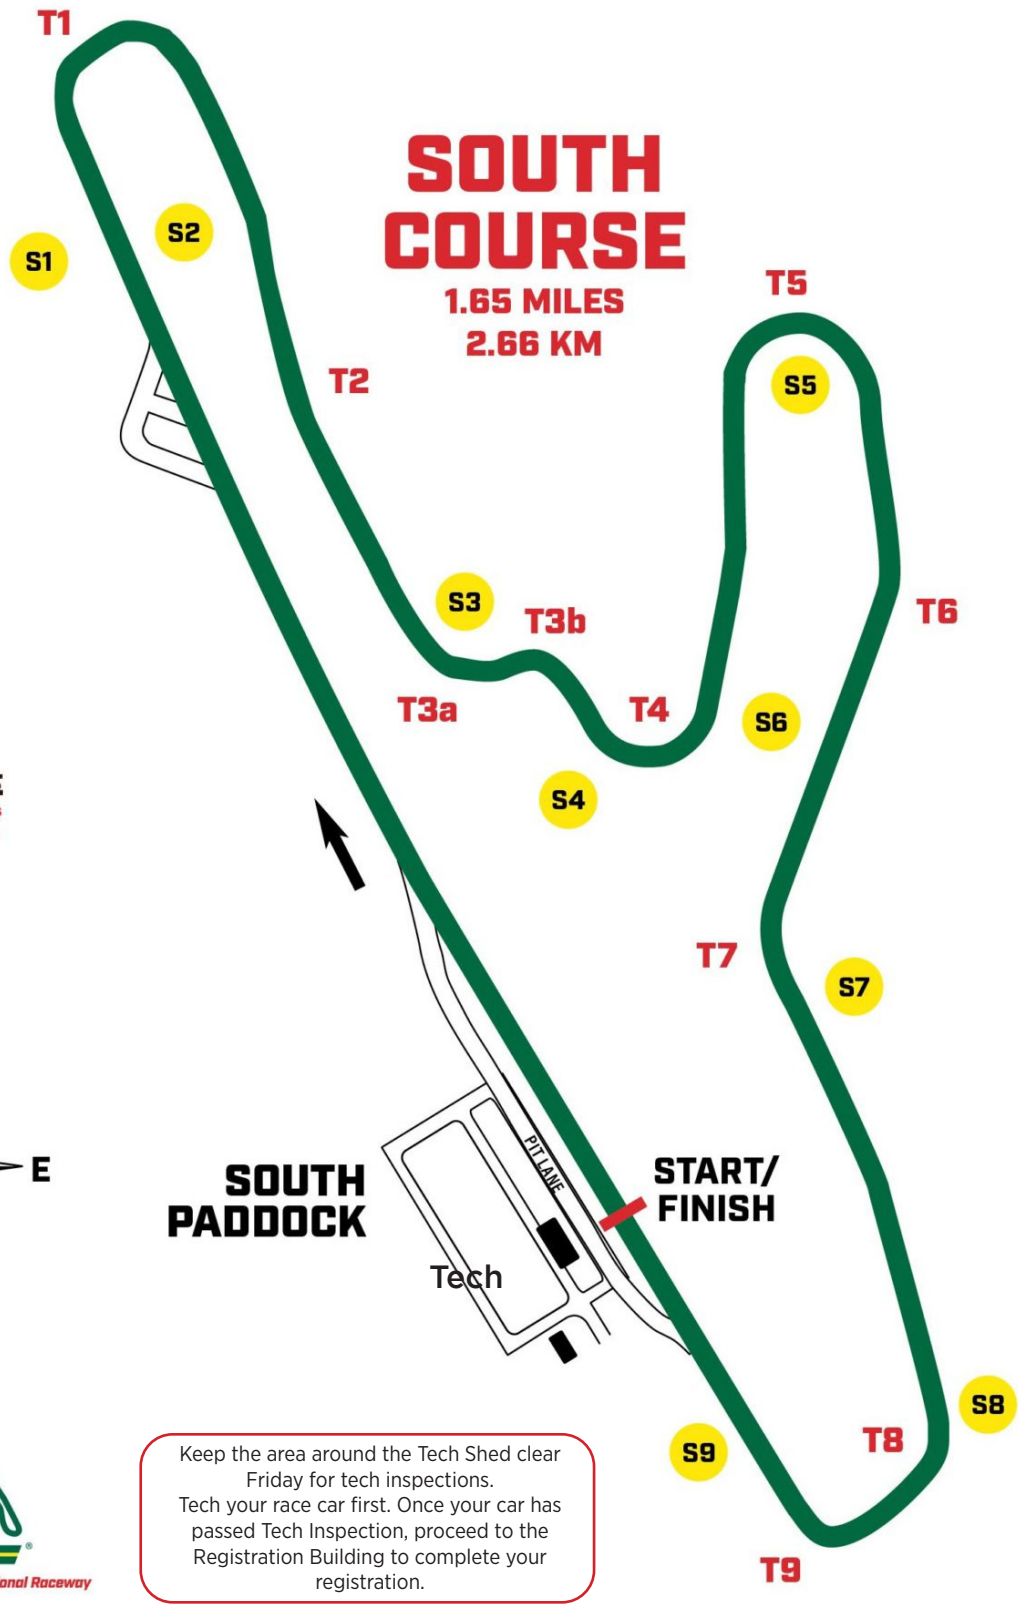 T1
SOUTH
COURSE
1.65 MILES
2.66 KM
S1
S2
T2
T5
S5
S3
T3b
T3a
T4
T6
S6
S4
T7
S7
E
SOUTH
PADDOCK
PIT LANE
START/
FINISH
Tech
S8
T8
S9
T9
Keep the area around the Tech Shed clear
Friday for tech inspections.
Tech your race car first. Once your car has
passed Tech Inspection, proceed to the
Registration Building to complete your
registration.
®
Raceway